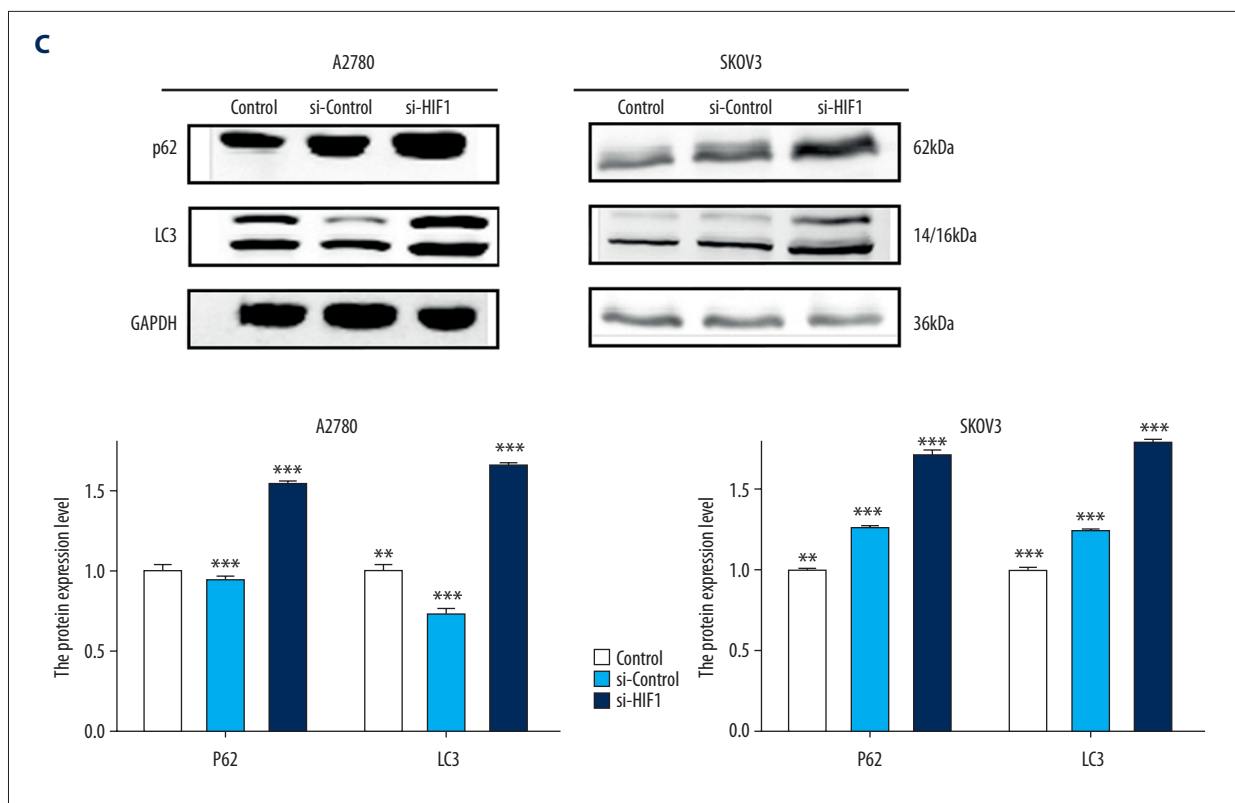 C
A2780
SKOV3
Control si-Control si-HIF1
Control si-Control si-HIF1
p62
62kDa
LC3
14/16kDa
GAPDH
36kDa
A2780
The protein expression level
1.5
1.0
0.5
0.0
***
***
**
***
***
P62 LC3
Control
si-Control
si-HIF1
SKOV3
The protein expression level
1.5
1.0
0.5
0.0
**
***
***
***
***
***
P62 LC3